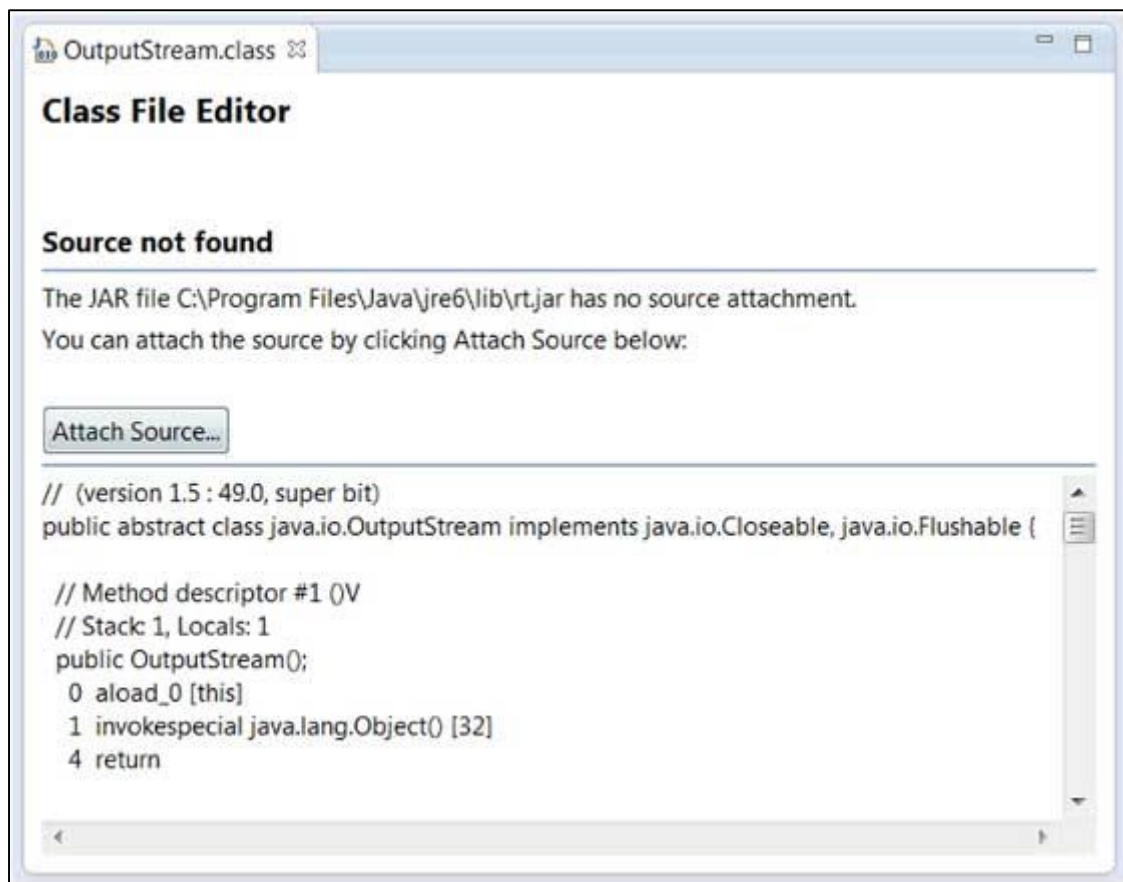 OutputStream.class
Class File Editor
Source not found
The JAR file C:\Program Files\Java\jre6\lib\rt.jar has no source attachment.
You can attach the source by clicking Attach Source below:
Attach Source...
// (version 1.5 : 49.0, super bit)
public abstract class java.io.OutputStream implements java.io.Closeable, java.io.Flushable {
// Method descriptor #1 ()V
// Stack: 1, Locals: 1
public OutputStream();
0 aload_0 [this]
1 invokespecial java.lang.Object() [32]
4 return